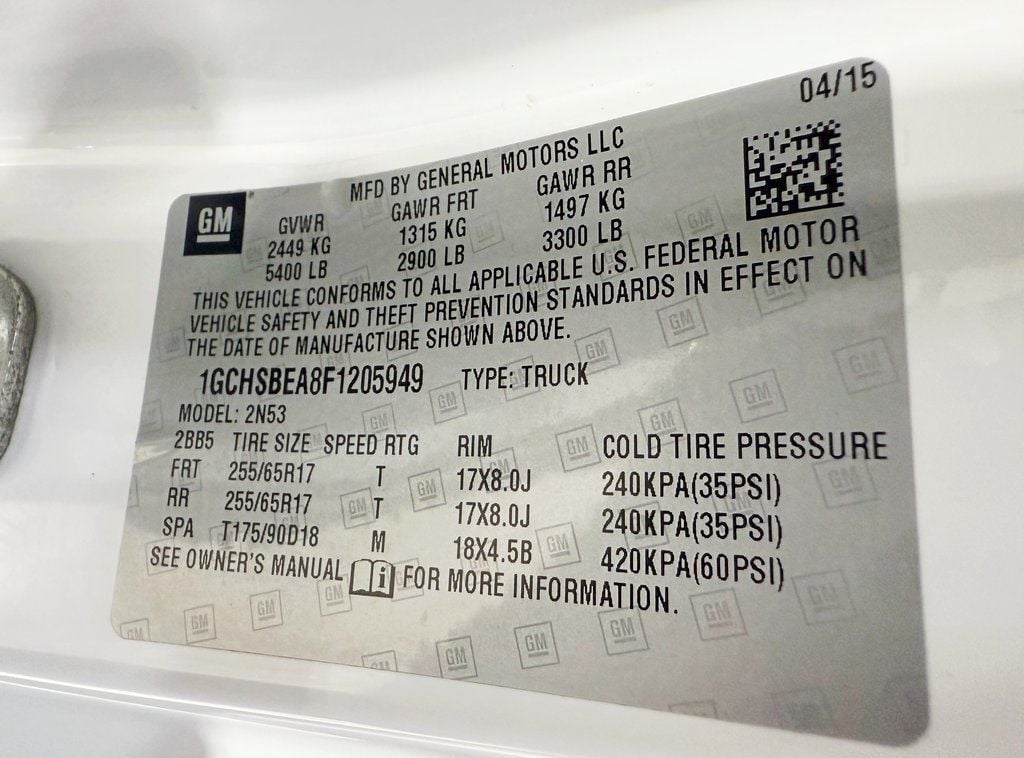 04/15
MFD BY GENERAL MOTORS LLC
GM
GVWR GAWR FRT GAWR RR
2449 KG 1315 KG 1497 KG
5400 LB 2900 LB 3300 LB
THIS VEHICLE CONFORMS TO ALL APPLICABLE U.S. FEDERAL MOTOR
VEHICLE SAFETY AND THEFT PREVENTION STANDARDS IN EFFECT ON
THE DATE OF MANUFACTURE SHOWN ABOVE.
1GCHSBEA8F1205949 TYPE: TRUCK
MODEL: 2N53
2BB5 TIRE SIZE SPEED RTG RIM COLD TIRE PRESSURE
FRT 255/65R17 T 17X8.0J 240KPA(35PSI)
RR 255/65R17 T 17X8.0J 240KPA(35PSI)
SPA T175/90D18 M 18X4.5B 420KPA(60PSI)
SEE OWNER'S MANUAL i FOR MORE INFORMATION.